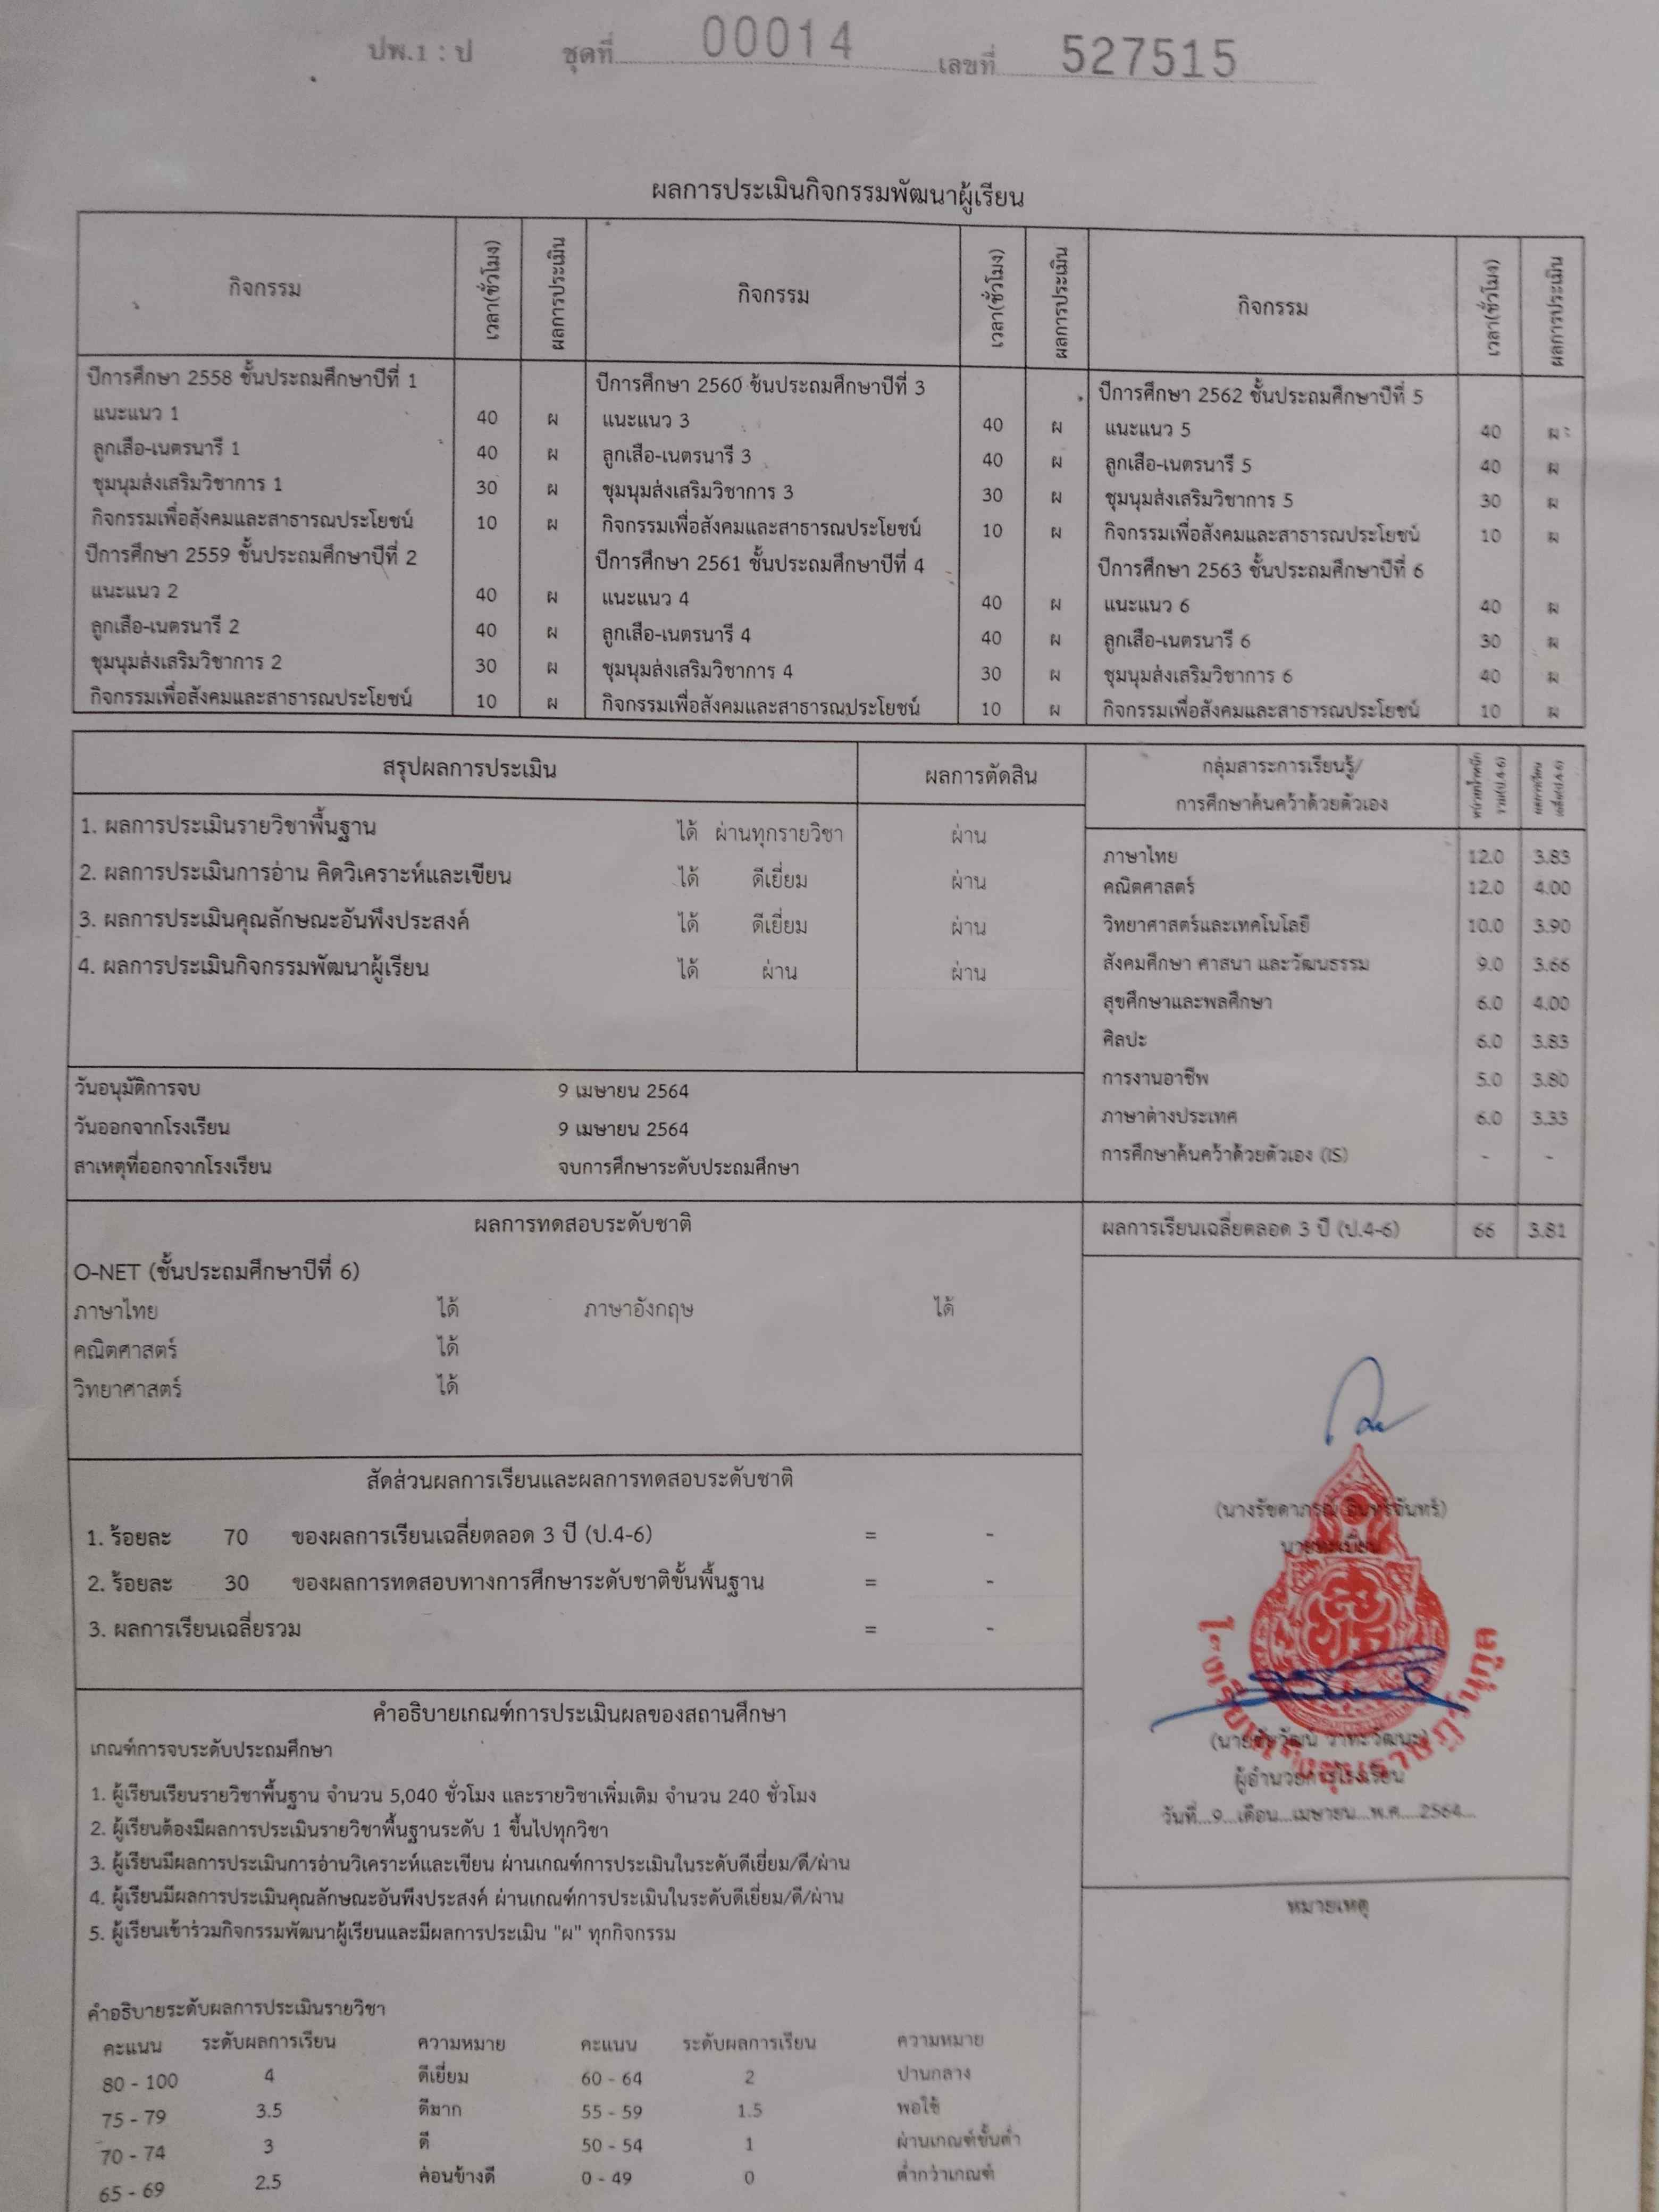 ปพ.1 : ป ชุดที่ 00014 เลขที่ 527515
ผลการประเมินกิจกรรมพัฒนาผู้เรียน
กิจกรรม เวลา(ชั่วโมง) ผลการประเมิน กิจกรรม เวลา(ชั่วโมง) ผลการประเมิน กิจกรรม เวลา(ชั่วโมง) ผลการประเมิน
ปีการศึกษา 2558 ชั้นประถมศึกษาปีที่ 1
แนะแนว 1 40 ผ
ลูกเสือ-เนตรนารี 1 40 ผ
ชุมนุมส่งเสริมวิชาการ 1 30 ผ
กิจกรรมเพื่อสังคมและสาธารณประโยชน์ 10 ผ
ปีการศึกษา 2559 ชั้นประถมศึกษาปีที่ 2
แนะแนว 2 40 ผ
ลูกเสือ-เนตรนารี 2 40 ผ
ชุมนุมส่งเสริมวิชาการ 2 30 ผ
กิจกรรมเพื่อสังคมและสาธารณประโยชน์ 10 ผ
ปีการศึกษา 2560 ชั้นประถมศึกษาปีที่ 3
แนะแนว 3 40 ผ
ลูกเสือ-เนตรนารี 3 40 ผ
ชุมนุมส่งเสริมวิชาการ 3 30 ผ
กิจกรรมเพื่อสังคมและสาธารณประโยชน์ 10 ผ
ปีการศึกษา 2561 ชั้นประถมศึกษาปีที่ 4
แนะแนว 4 40 ผ
ลูกเสือ-เนตรนารี 4 40 ผ
ชุมนุมส่งเสริมวิชาการ 4 30 ผ
กิจกรรมเพื่อสังคมและสาธารณประโยชน์ 10 ผ
ปีการศึกษา 2562 ชั้นประถมศึกษาปีที่ 5
แนะแนว 5 40 ผ
ลูกเสือ-เนตรนารี 5 40 ผ
ชุมนุมส่งเสริมวิชาการ 5 30 ผ
กิจกรรมเพื่อสังคมและสาธารณประโยชน์ 10 ผ
ปีการศึกษา 2563 ชั้นประถมศึกษาปีที่ 6
แนะแนว 6 40 ผ
ลูกเสือ-เนตรนารี 6 30 ผ
ชุมนุมส่งเสริมวิชาการ 6 40 ผ
กิจกรรมเพื่อสังคมและสาธารณประโยชน์ 10 ผ
สรุปผลการประเมิน ผลการตัดสิน
1. ผลการประเมินรายวิชาพื้นฐาน ได้ ผ่านทุกรายวิชา ผ่าน
2. ผลการประเมินการอ่าน คิดวิเคราะห์และเขียน ได้ ดีเยี่ยม ผ่าน
3. ผลการประเมินคุณลักษณะอันพึงประสงค์ ได้ ดีเยี่ยม ผ่าน
4. ผลการประเมินกิจกรรมพัฒนาผู้เรียน ได้ ผ่าน ผ่าน
วันอนุมัติการจบ 9 เมษายน 2564
วันออกจากโรงเรียน 9 เมษายน 2564
สาเหตุที่ออกจากโรงเรียน จบการศึกษาระดับประถมศึกษา
กลุ่มสาระการเรียนรู้/
การศึกษาค้นคว้าด้วยตัวเอง
ภาษาไทย 12.0 3.83
คณิตศาสตร์ 12.0 4.00
วิทยาศาสตร์และเทคโนโลยี 10.0 3.90
สังคมศึกษา ศาสนา และวัฒนธรรม 9.0 3.66
สุขศึกษาและพลศึกษา 6.0 4.00
ศิลปะ 6.0 3.83
การงานอาชีพ 5.0 3.80
ภาษาต่างประเทศ 6.0 3.33
การศึกษาค้นคว้าด้วยตัวเอง (IS) - -
ผลการเรียนเฉลี่ยตลอด 3 ปี (ป.4-6) 66 3.81
ผลการทดสอบระดับชาติ
O-NET (ชั้นประถมศึกษาปีที่ 6)
ภาษาไทย ได้ ภาษาอังกฤษ ได้
คณิตศาสตร์ ได้
วิทยาศาสตร์ ได้
สัดส่วนผลการเรียนและผลการทดสอบระดับชาติ
1. ร้อยละ 70 ของผลการเรียนเฉลี่ยตลอด 3 ปี (ป.4-6) = -
2. ร้อยละ 30 ของผลการทดสอบทางการศึกษาระดับชาติขั้นพื้นฐาน = -
3. ผลการเรียนเฉลี่ยรวม = -
(นางรัชดาภรณ์ อินทร์จันทร์)
นายทะเบียน
ผู้อำนวยการโรงเรียน
วันที่...9...เดือน...เมษายน...พ.ศ....2564...
หมายเหตุ
คำอธิบายเกณฑ์การประเมินผลของสถานศึกษา
เกณฑ์การจบระดับประถมศึกษา
1. ผู้เรียนเรียนรายวิชาพื้นฐาน จำนวน 5,040 ชั่วโมง และรายวิชาเพิ่มเติม จำนวน 240 ชั่วโมง
2. ผู้เรียนต้องมีผลการประเมินรายวิชาพื้นฐานระดับ 1 ขึ้นไปทุกวิชา
3. ผู้เรียนมีผลการประเมินการอ่านวิเคราะห์และเขียน ผ่านเกณฑ์การประเมินในระดับดีเยี่ยม/ดี/ผ่าน
4. ผู้เรียนมีผลการประเมินคุณลักษณะอันพึงประสงค์ ผ่านเกณฑ์การประเมินในระดับดีเยี่ยม/ดี/ผ่าน
5. ผู้เรียนเข้าร่วมกิจกรรมพัฒนาผู้เรียนและมีผลการประเมิน "ผ" ทุกกิจกรรม
คำอธิบายระดับผลการประเมินรายวิชา
คะแนน ระดับผลการเรียน ความหมาย คะแนน ระดับผลการเรียน ความหมาย
80 - 100 4 ดีเยี่ยม 60 - 64 2 ปานกลาง
75 - 79 3.5 ดีมาก 55 - 59 1.5 พอใช้
70 - 74 3 ดี 50 - 54 1 ผ่านเกณฑ์ขั้นต่ำ
65 - 69 2.5 ค่อนข้างดี 0 - 49 0 ต่ำกว่าเกณฑ์